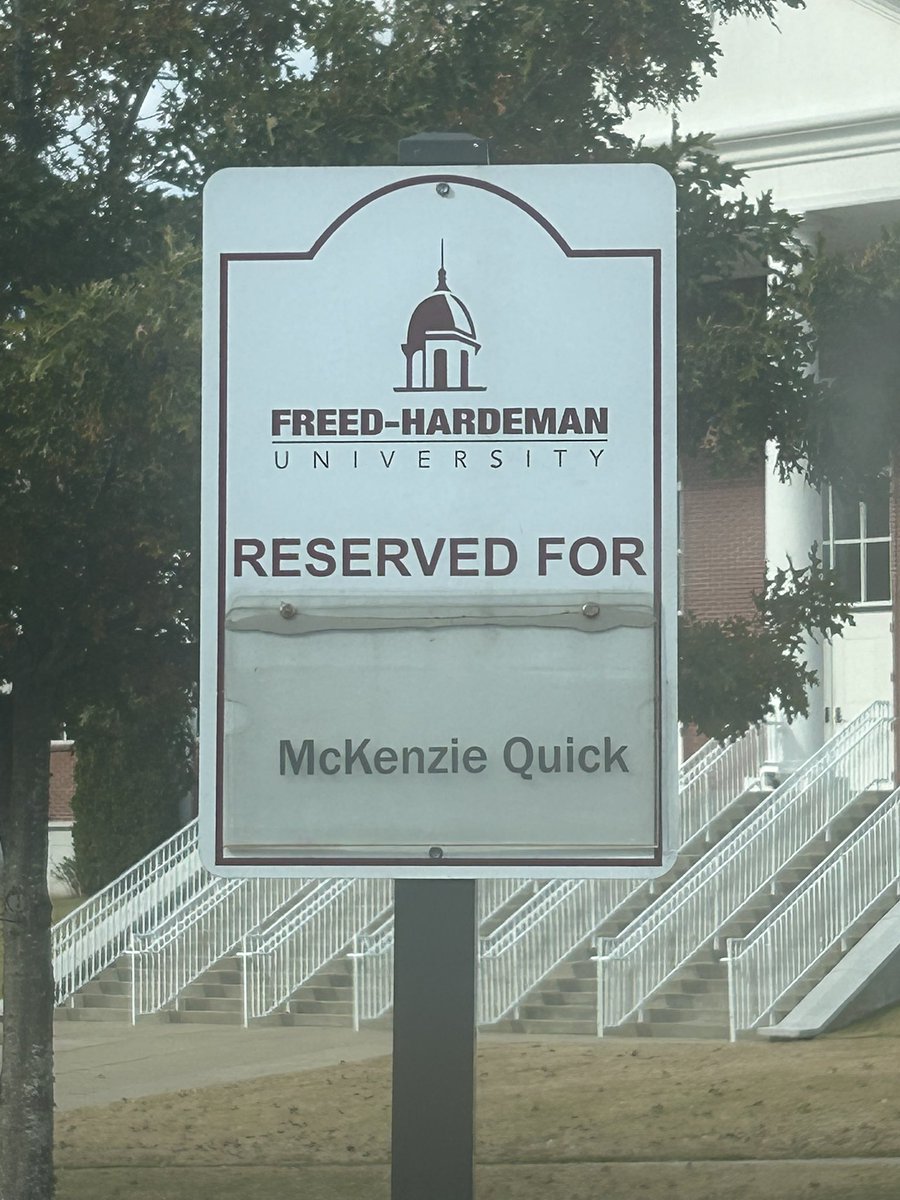 FREED-HARDEMAN
UNIVERSITY
RESERVED FOR
McKenzie Quick